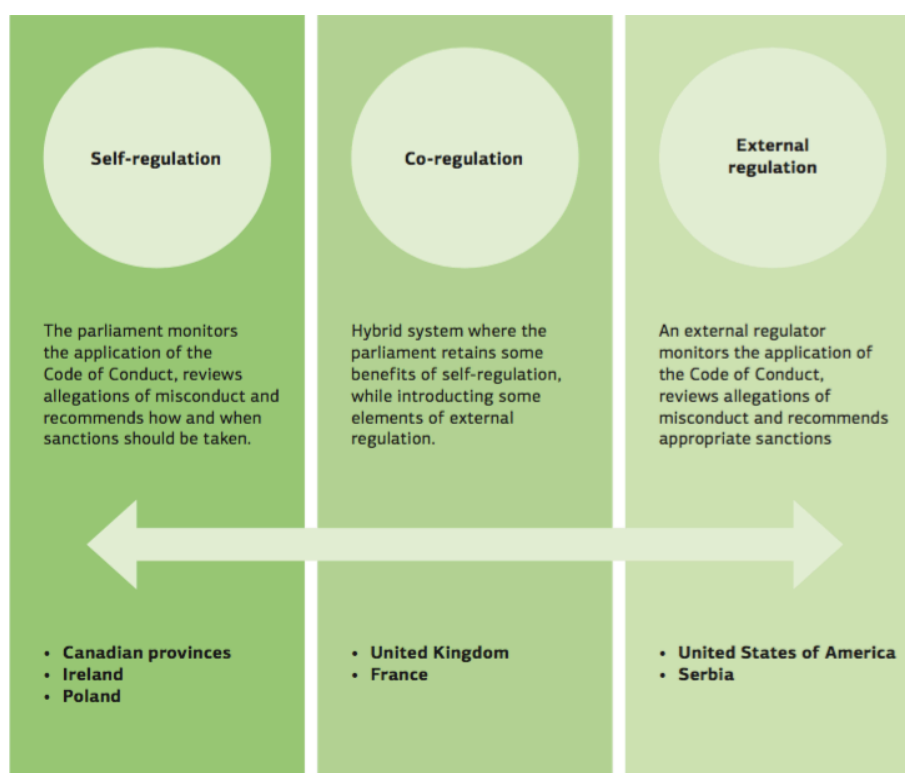 Self-regulation
The parliament monitors
the application of the
Code of Conduct, reviews
allegations of misconduct and
recommends how and when
sanctions should be taken.
• Canadian provinces
• Ireland
• Poland
Co-regulation
Hybrid system where the
parliament retains some
benefits of self-regulation,
while introducting some
elements of external
regulation.
• United Kingdom
• France
External
regulation
An external regulator
monitors the application of
the Code of Conduct,
reviews allegations of
misconduct and recommends
appropriate sanctions
• United States of America
• Serbia